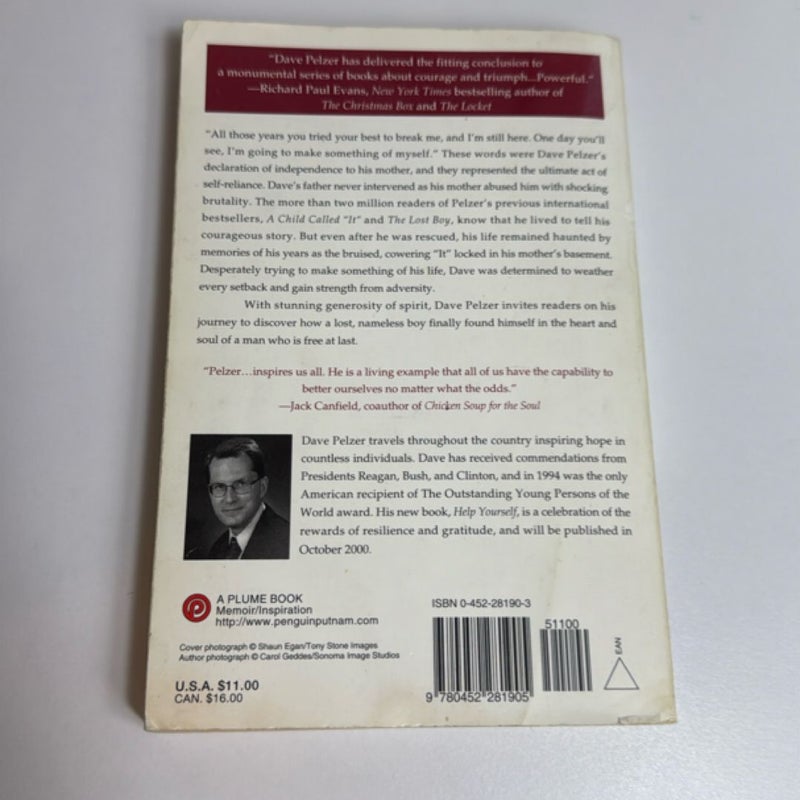 "Dave Pelzer has delivered the fitting conclusion to
a monumental series of books about courage and triumph...Powerful."
—Richard Paul Evans, New York Times bestselling author of
The Christmas Box and The Locket
"All those years you tried your best to break me, and I'm still here. One day you'll
see, I'm going to make something of myself." These words were Dave Pelzer's
declaration of independence to his mother, and they represented the ultimate act of
self-reliance. Dave's father never intervened as his mother abused him with shocking
brutality. The more than two million readers of Pelzer's previous international
bestsellers, A Child Called "It" and The Lost Boy, know that he lived to tell his
courageous story. But even after he was rescued, his life remained haunted by
memories of his years as the bruised, cowering "It" locked in his mother's basement.
Desperately trying to make something of his life, Dave was determined to weather
every setback and gain strength from adversity.
With stunning generosity of spirit, Dave Pelzer invites readers on his
journey to discover how a lost, nameless boy finally found himself in the heart and
soul of a man who is free at last.
"Pelzer...inspires us all. He is a living example that all of us have the capability to
better ourselves no matter what the odds."
—Jack Canfield, coauthor of Chicken Soup for the Soul
Dave Pelzer travels throughout the country inspiring hope in
countless individuals. Dave has received commendations from
Presidents Reagan, Bush, and Clinton, and in 1994 was the only
American recipient of The Outstanding Young Persons of the
World award. His new book, Help Yourself, is a celebration of the
rewards of resilience and gratitude, and will be published in
October 2000.
A PLUME BOOK
Memoir/Inspiration
http://www.penguinputnam.com
Cover photograph © Shaun Egan/Tony Stone Images
Author photograph © Carol Geddes/Sonoma Image Studios
U.S.A. $11.00
CAN. $16.00
ISBN 0-452-28190-3
51100
EAN
9 780452 281905